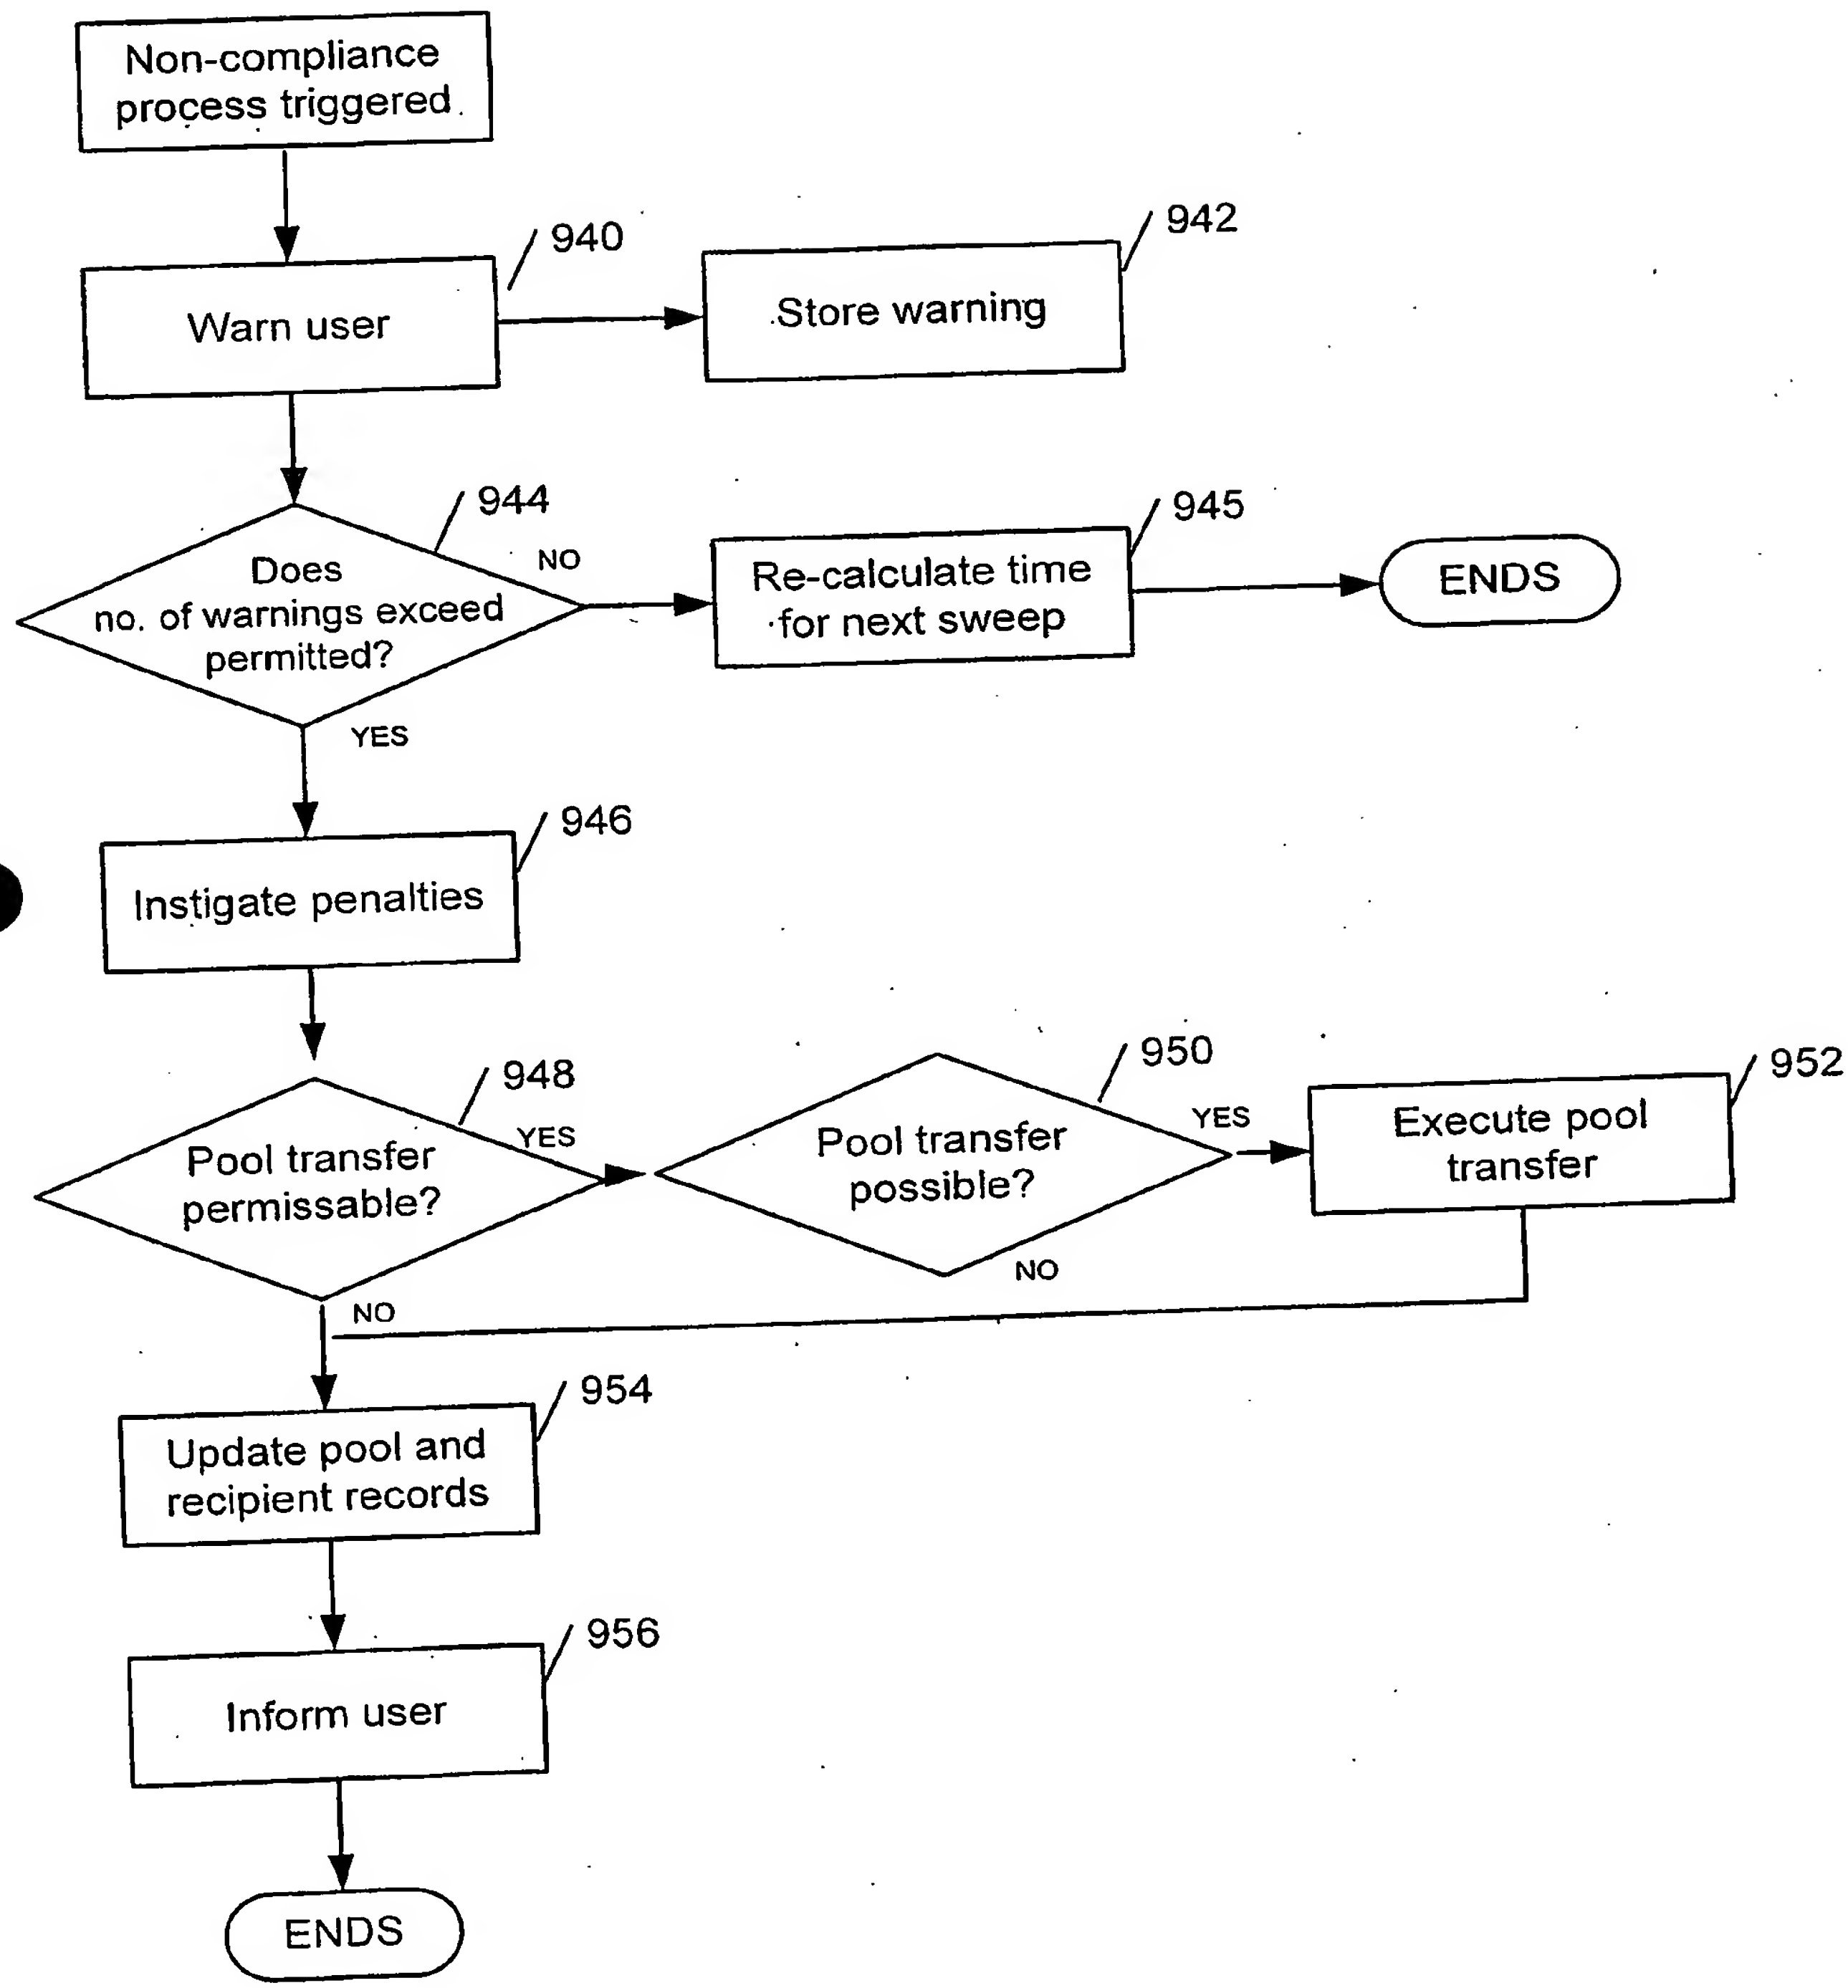 Non-compliance
process triggered
940
942
Warn user
Store warning
944
945
NO
Does
no. of warnings exceed
permitted?
Re-calculate time
for next sweep
ENDS
YES
946
Instigate penalties
948
950
952
YES
YES
Pool transfer
permissable?
Pool transfer
possible?
Execute pool
transfer
NO
NO
954
Update pool and
recipient records
956
Inform user
ENDS